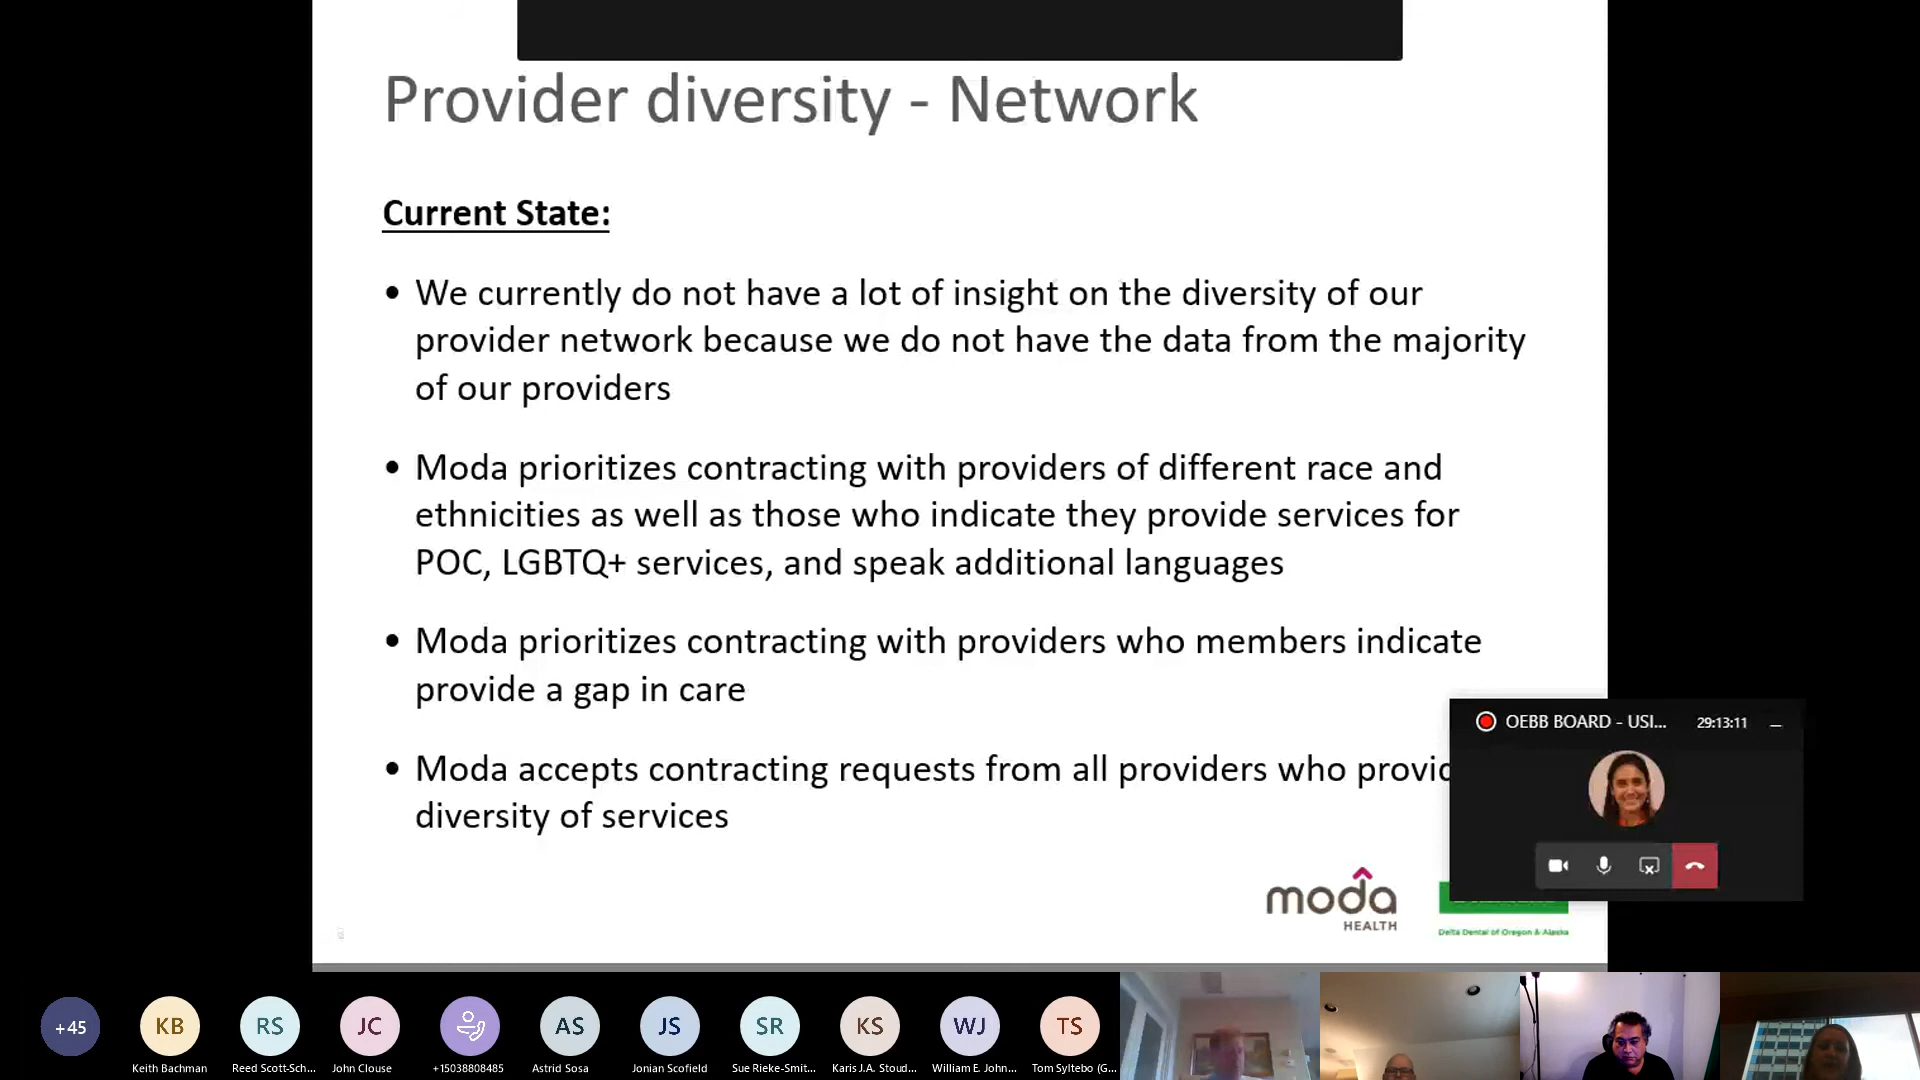 Provider diversity - Network
Current State:
• We currently do not have a lot of insight on the diversity of our
provider network because we do not have the data from the majority
of our providers
• Moda prioritizes contracting with providers of different race and
ethnicities as well as those who indicate they provide services for
POC, LGBTQ+ services, and speak additional languages
• Moda prioritizes contracting with providers who members indicate
provide a gap in care
• Moda accepts contracting requests from all providers who
diversity of services
OEBB BOARD - USI...
29:13:11
moda
HEALTH
Delta Dental of Oregon & Alaska
+45
KB
RS
JC
AS
JS
SR
KS
WJ
TS
Keith Bachman
Reed Scott-Sch...
John Clouse
+15038808485
Astrid Sosa
Jonian Scofield
Sue Rieke-Smit...
Karis J.A. Stoud...
William E. John...
Tom Syltebo (G...